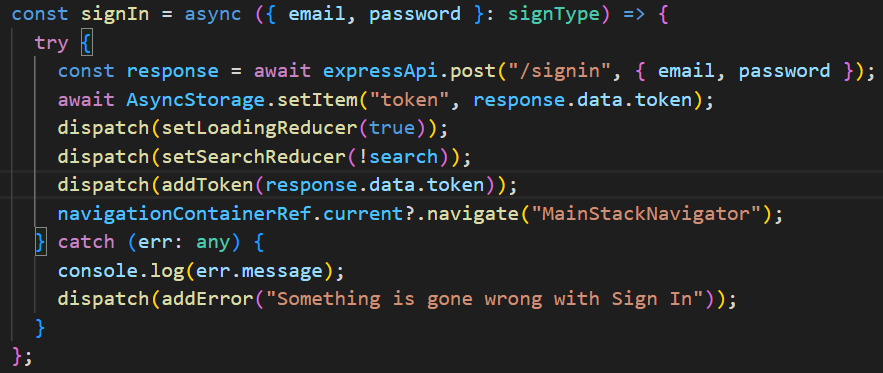 const signIn = async ({ email, password }: signType) => {
  try {
    const response = await expressApi.post("/signin", { email, password });
    await AsyncStorage.setItem("token", response.data.token);
    dispatch(setLoadingReducer(true));
    dispatch(setSearchReducer(!search));
    dispatch(addToken(response.data.token));
    navigationContainerRef.current?.navigate("MainStackNavigator");
  } catch (err: any) {
    console.log(err.message);
    dispatch(addError("Something is gone wrong with Sign In"));
  }
};